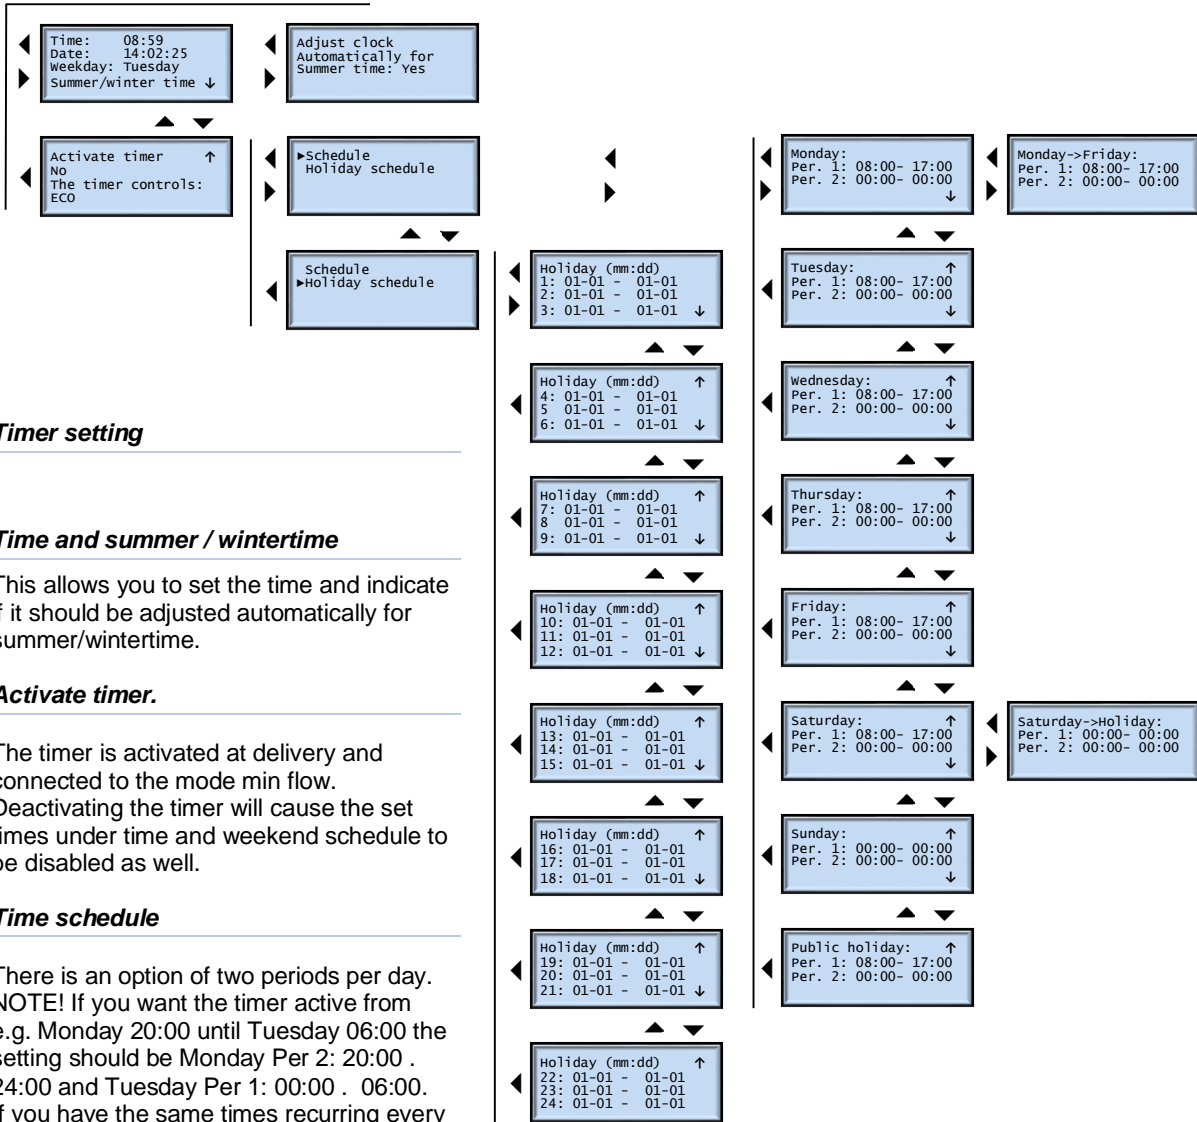 Time: 08:59
Date: 14:02:25
Weekday: Tuesday
Summer/winter time ↓
Adjust clock
Automatically for
Summer time: Yes
Activate timer ↑
No
The timer controls:
ECO
►Schedule
Holiday schedule
Schedule
►Holiday schedule
Timer setting
Time and summer / wintertime
This allows you to set the time and indicate
if it should be adjusted automatically for
summer/wintertime.
Activate timer.
The timer is activated at delivery and
connected to the mode min flow.
Deactivating the timer will cause the set
times under time and weekend schedule to
be disabled as well.
Time schedule
There is an option of two periods per day.
NOTE! If you want the timer active from
e.g. Monday 20:00 until Tuesday 06:00 the
setting should be Monday Per 2: 20:00 .
24:00 and Tuesday Per 1: 00:00 . 06:00.
If you have the same times recurring every
Holiday (mm:dd)
1: 01-01 - 01-01
2: 01-01 - 01-01
3: 01-01 - 01-01 ↓
Holiday (mm:dd) ↑
4: 01-01 - 01-01
5 01-01 - 01-01
6: 01-01 - 01-01 ↓
Holiday (mm:dd) ↑
7: 01-01 - 01-01
8 01-01 - 01-01
9: 01-01 - 01-01 ↓
Holiday (mm:dd) ↑
10: 01-01 - 01-01
11: 01-01 - 01-01
12: 01-01 - 01-01 ↓
Holiday (mm:dd) ↑
13: 01-01 - 01-01
14: 01-01 - 01-01
15: 01-01 - 01-01 ↓
Holiday (mm:dd) ↑
16: 01-01 - 01-01
17: 01-01 - 01-01
18: 01-01 - 01-01 ↓
Holiday (mm:dd) ↑
19: 01-01 - 01-01
20: 01-01 - 01-01
21: 01-01 - 01-01 ↓
Holiday (mm:dd) ↑
22: 01-01 - 01-01
23: 01-01 - 01-01
24: 01-01 - 01-01
Monday:
Per. 1: 08:00- 17:00
Per. 2: 00:00- 00:00
↓
Monday->Friday:
Per. 1: 08:00- 17:00
Per. 2: 00:00- 00:00
Tuesday: ↑
Per. 1: 08:00- 17:00
Per. 2: 00:00- 00:00
↓
Wednesday: ↑
Per. 1: 08:00- 17:00
Per. 2: 00:00- 00:00
↓
Thursday: ↑
Per. 1: 08:00- 17:00
Per. 2: 00:00- 00:00
↓
Friday: ↑
Per. 1: 08:00- 17:00
Per. 2: 00:00- 00:00
↓
Saturday: ↑
Per. 1: 08:00- 17:00
Per. 2: 00:00- 00:00
↓
Saturday->Holiday:
Per. 1: 00:00- 00:00
Per. 2: 00:00- 00:00
Sunday: ↑
Per. 1: 00:00- 00:00
Per. 2: 00:00- 00:00
↓
Public holiday: ↑
Per. 1: 08:00- 17:00
Per. 2: 00:00- 00:00